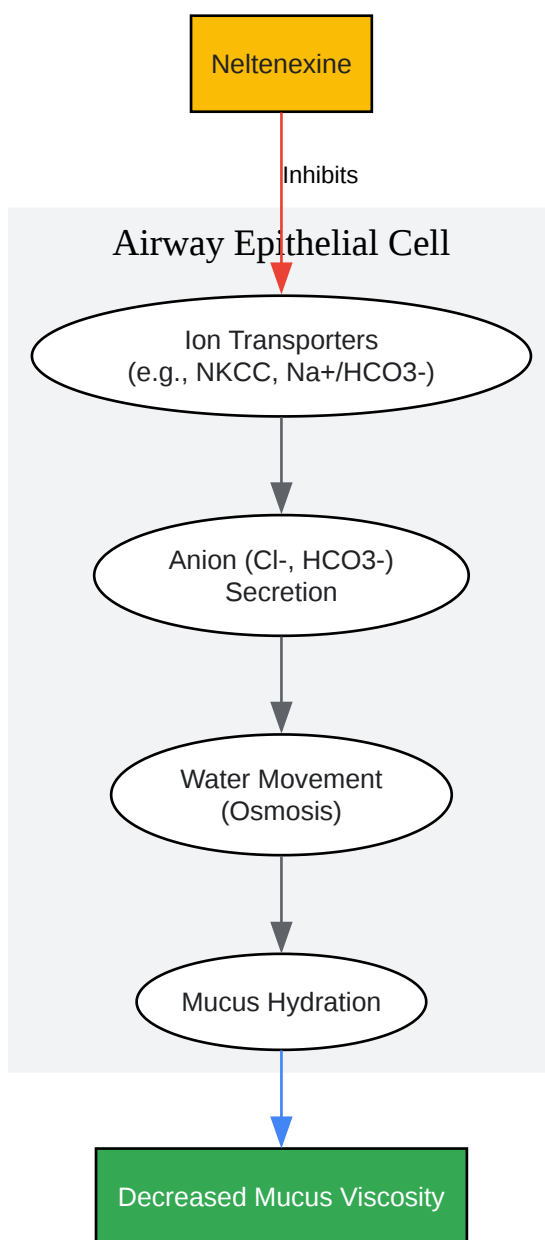 Neltenexine
Inhibits
Airway Epithelial Cell
Ion Transporters
(e.g., NKCC, Na+/HCO3-)
Anion (Cl-, HCO3-)
Secretion
Water Movement
(Osmosis)
Mucus Hydration
Decreased Mucus Viscosity